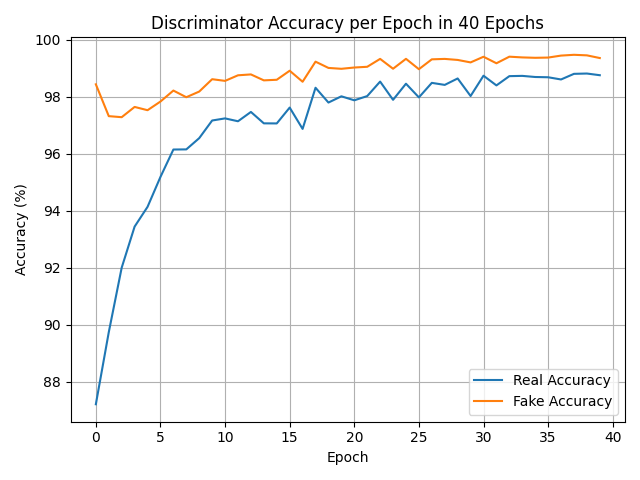 Discriminator Accuracy per Epoch in 40 Epochs
100
98
96
94
92
90
88
Accuracy (%)
0 5 10 15 20 25 30 35 40
Epoch
Real Accuracy
Fake Accuracy